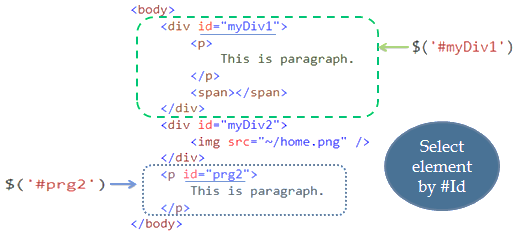 <body>
<div id="myDiv1">
<p>
This is paragraph.
</p>
<span></span>
</div>
$('#myDiv1')
<div id="myDiv2">
<img src="~/home.png" />
</div>
<p id="prg2">
This is paragraph.
</p>
</body>
$('#prg2')
Select
element
by #Id